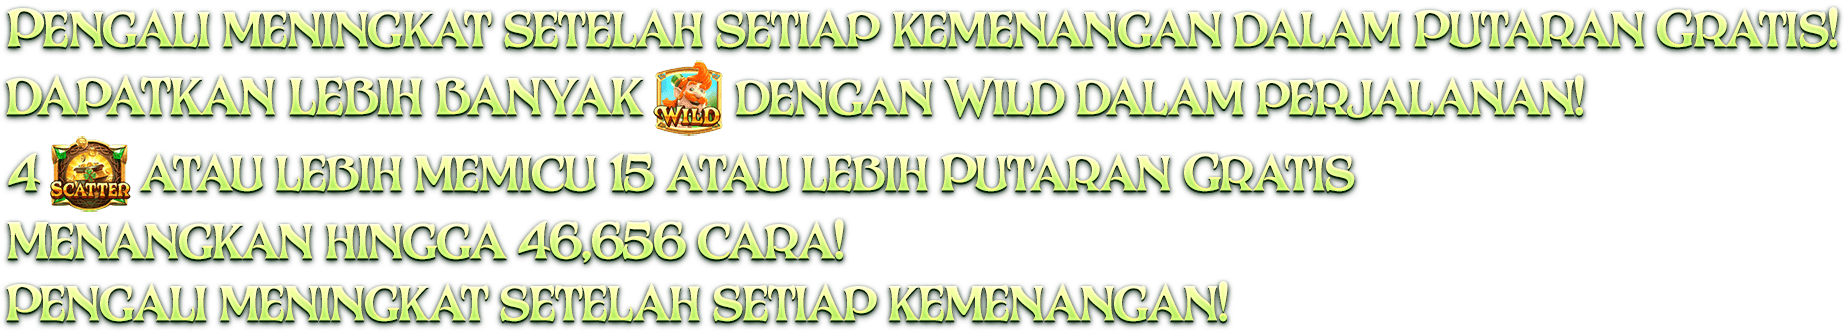 Pengali meningkat setelah setiap kemenangan dalam Putaran Gratis!
dapatkan lebih banyak WILD dengan Wild dalam perjalanan!
4 SCATTER atau lebih memicu 15 atau lebih Putaran Gratis
Menangkan hingga 46,656 cara!
Pengali meningkat setelah setiap kemenangan!